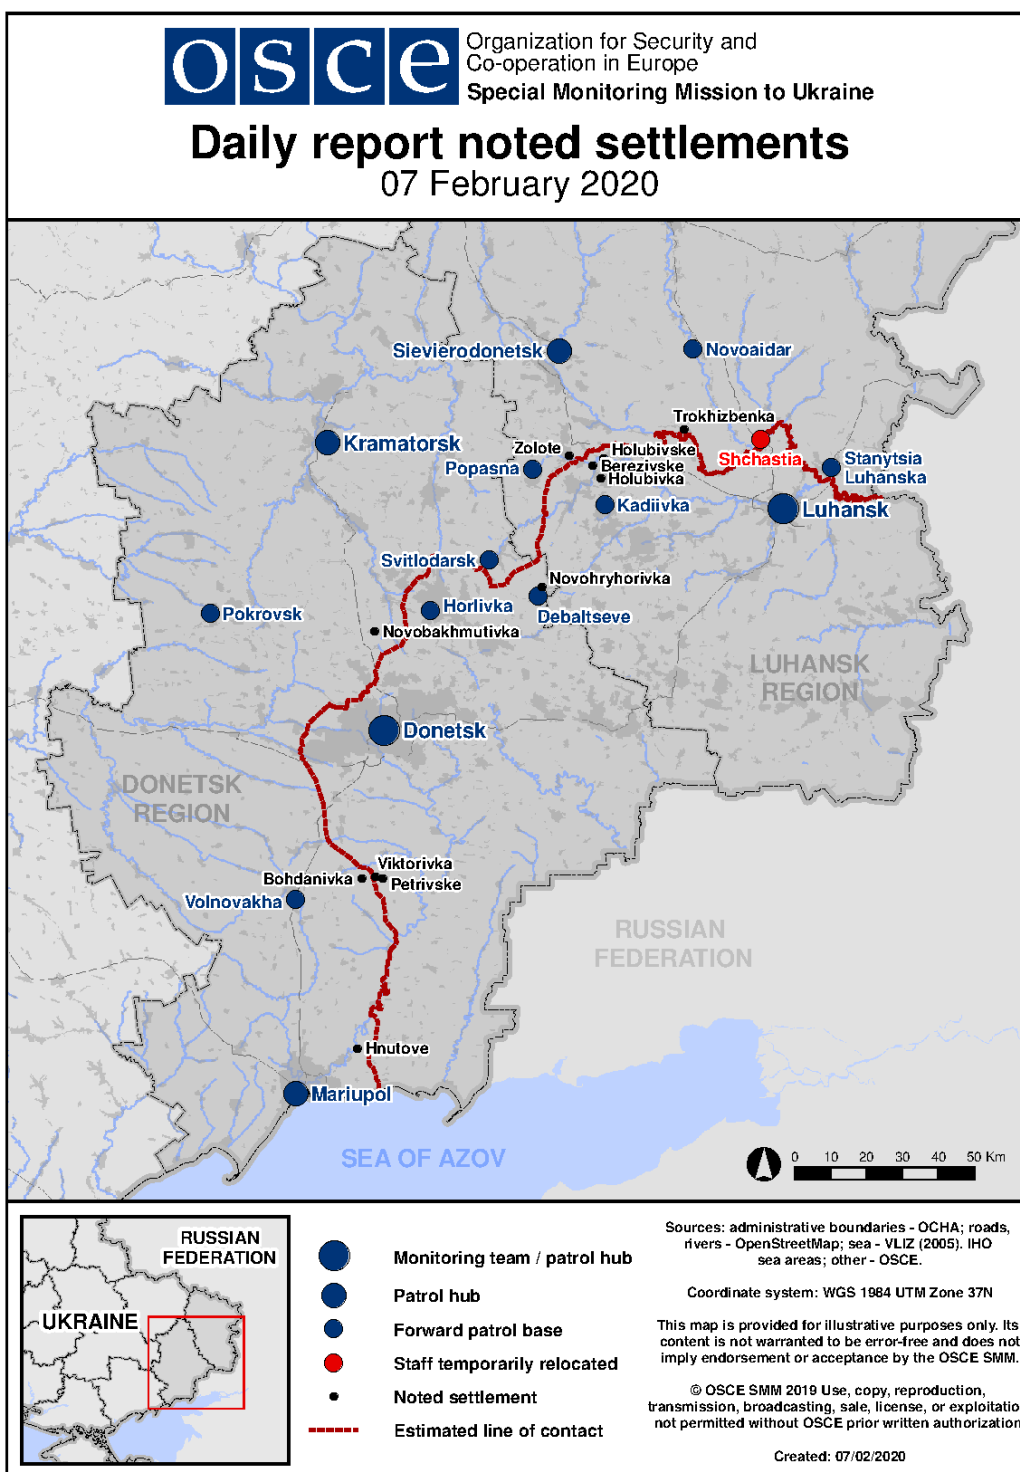 osce
Organization for Security and
Co-operation in Europe
Special Monitoring Mission to Ukraine
Daily report noted settlements
07 February 2020
Sievierodonetsk
Novoaidar
Trokhizbenka
Kramatorsk
Zolote
Holubivske
Shchastia
Popasna
Berezivske
Stanytsia
Luhanska
Holubivka
Kadiivka
Luhansk
Svitlodarsk
Novohryhorivka
Pokrovsk
Horlivka
Debaltseve
Novobakhmutivka
LUHANSK
REGION
Donetsk
DONETSK
REGION
Viktorivka
Bohdanivka
Petrivske
Volnovakha
RUSSIAN
FEDERATION
Hnutove
Mariupol
SEA OF AZOV
0 10 20 30 40 50 Km
RUSSIAN
FEDERATION
UKRAINE
Monitoring team / patrol hub
Patrol hub
Forward patrol base
Staff temporarily relocated
Noted settlement
Estimated line of contact
Sources: administrative boundaries - OCHA; roads,
rivers - OpenStreetMap; sea - VLIZ (2005). IHO
sea areas; other - OSCE.
Coordinate system: WGS 1984 UTM Zone 37N
This map is provided for illustrative purposes only. Its
content is not warranted to be error-free and does not
imply endorsement or acceptance by the OSCE SMM.
© OSCE SMM 2019 Use, copy, reproduction,
transmission, broadcasting, sale, license, or exploitatio
not permitted without OSCE prior written authorization
Created: 07/02/2020